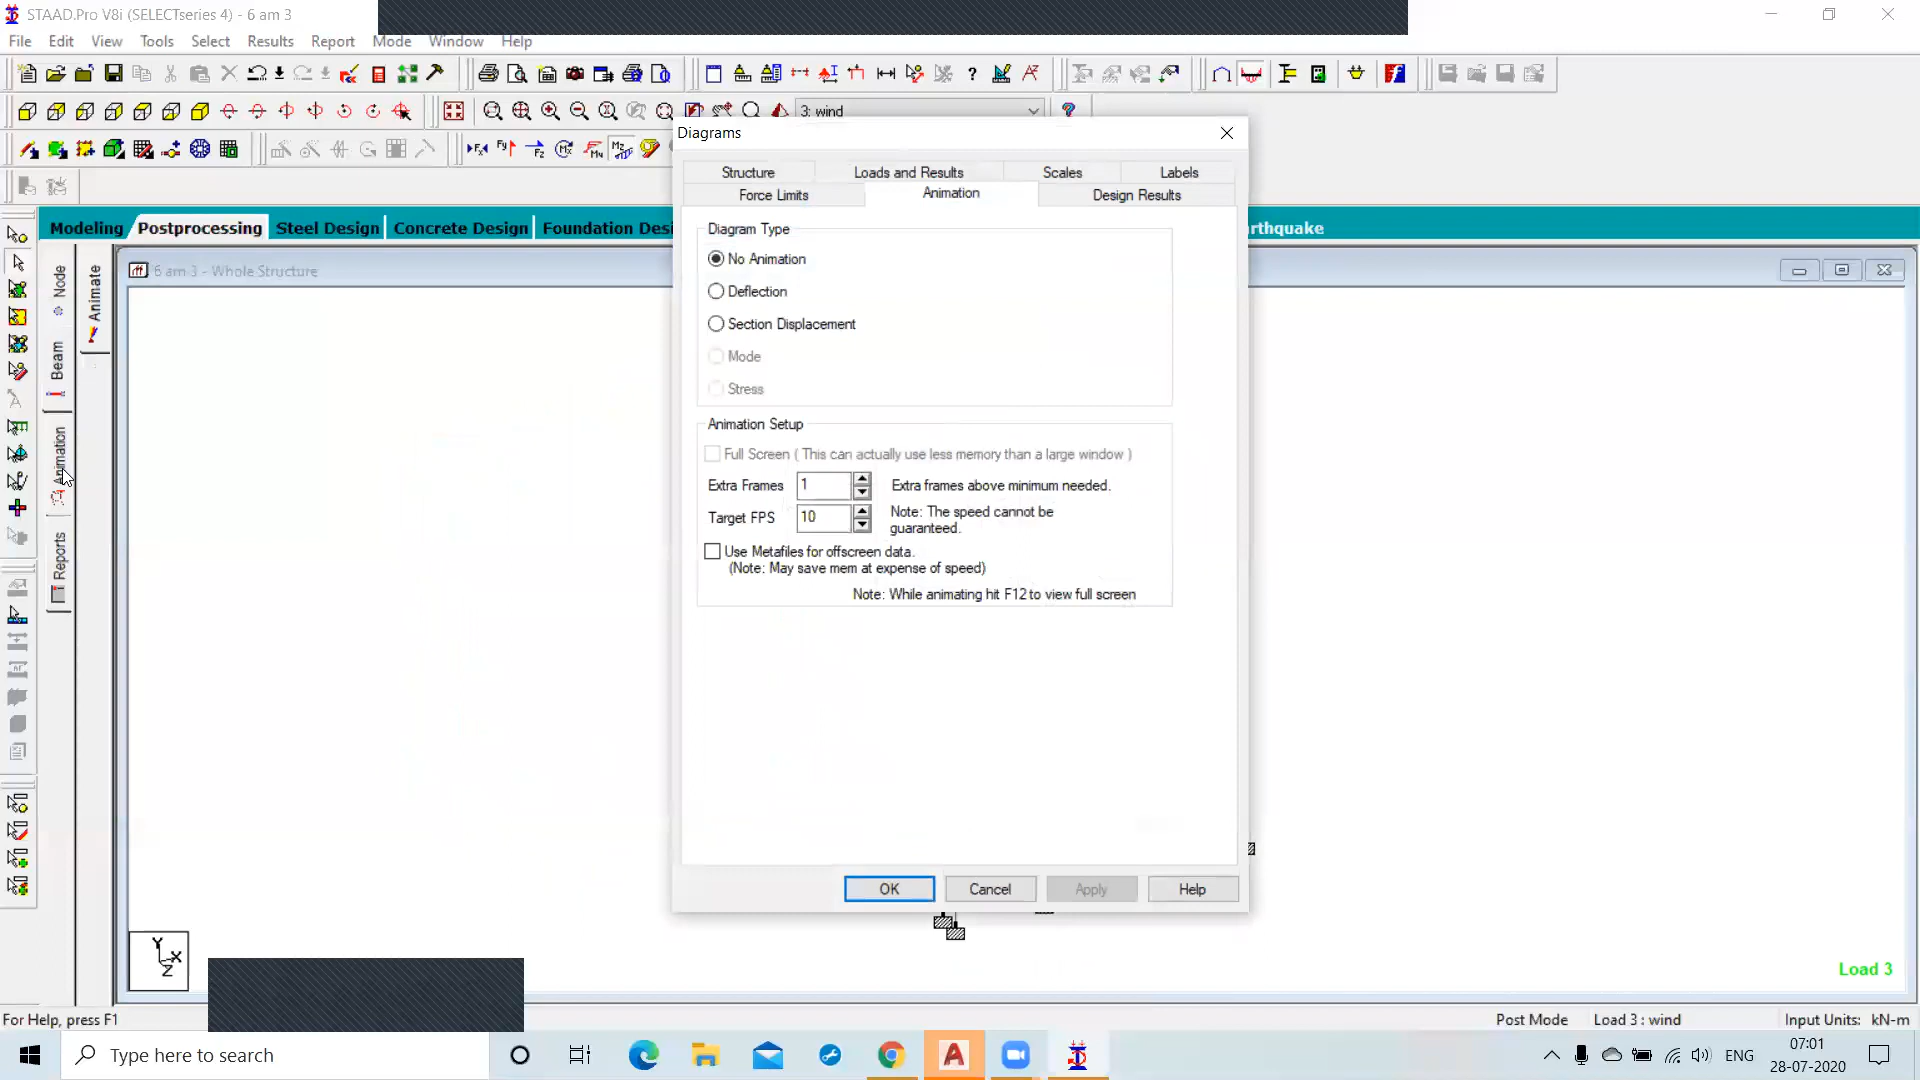 STAAD.Pro V8i (SELECTseries 4) - 6 am 3
File Edit View Tools Select Results Report Mode Window Help
3: wind
Modeling Postprocessing Steel Design Concrete Design Foundation Desi rthquake
6 am 3 - Whole Structure
Node
Beam
Animation
Reports
Animate
Diagrams
Structure Loads and Results Scales Labels
Force Limits Animation Design Results
Diagram Type
No Animation
Deflection
Section Displacement
Mode
Stress
Animation Setup
Full Screen ( This can actually use less memory than a large window )
Extra Frames 1 Extra frames above minimum needed.
Target FPS 10 Note: The speed cannot be
guaranteed.
Use Metafiles for offscreen data.
(Note: May save mem at expense of speed)
Note: While animating hit F12 to view full screen
OK Cancel Apply Help
Y
X
Z
Load 3
For Help, press F1 Post Mode Load 3 : wind Input Units: kN-m
Type here to search
ENG
07:01
28-07-2020